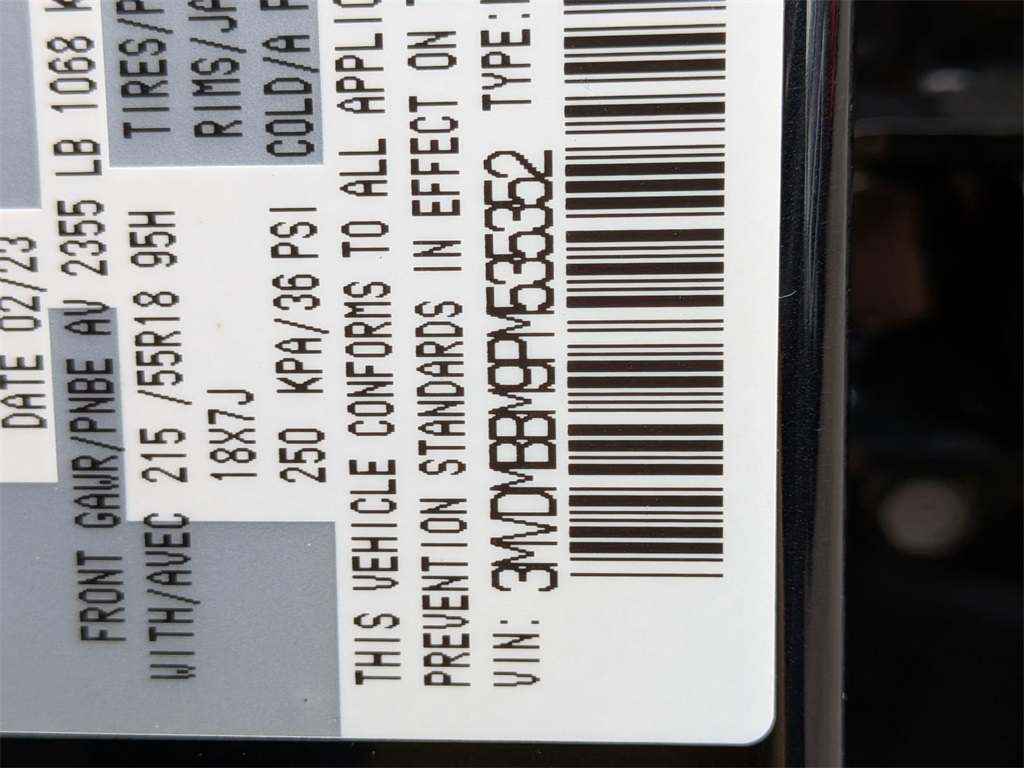 DATE 02/23
FRONT GAWR/PNBE AV 2355 LB 1068 K
WITH/AVEC 215 /55R18 95H TIRES/P
18X7J RIMS/JA
250 KPA/36 PSI COLD/A F
THIS VEHICLE CONFORMS TO ALL APPLIC
PREVENTION STANDARDS IN EFFECT ON T
VIN: 3MVDMBBM9PM535352 TYPE: